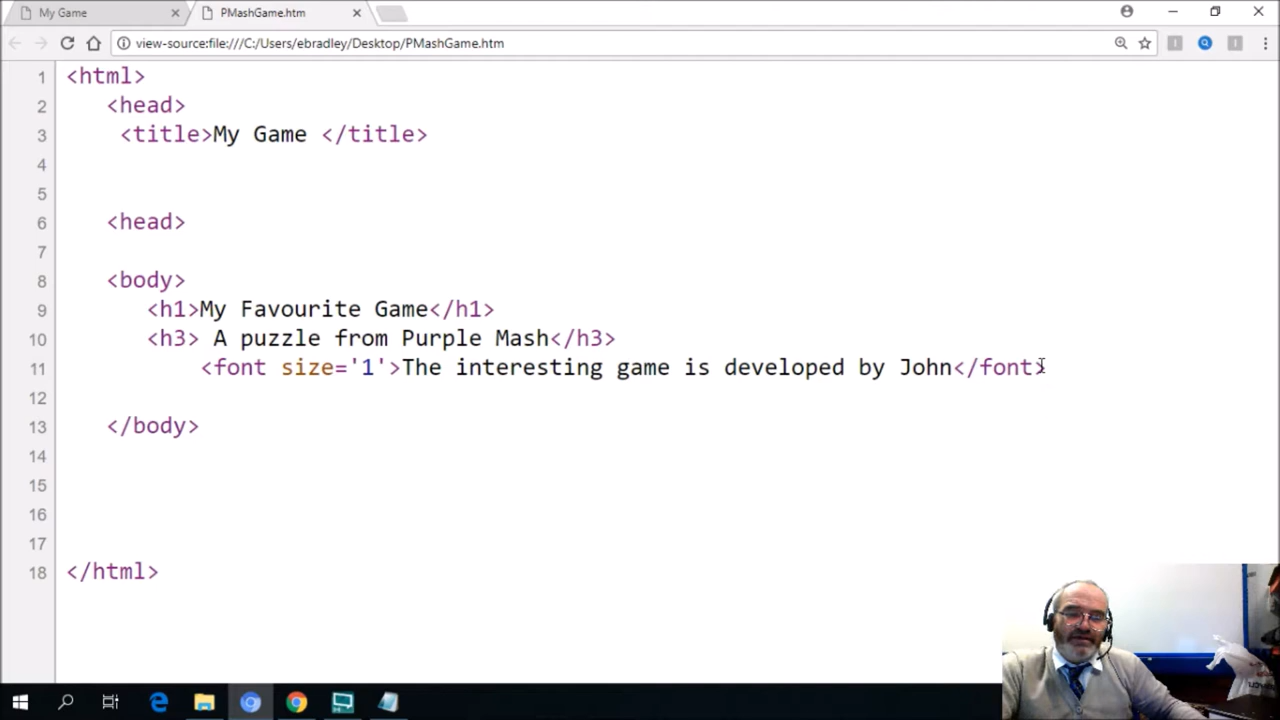 My Game
PMashGame.htm
view-source:file:///C:/Users/ebradley/Desktop/PMashGame.htm
1 <html>
2 <head>
3 <title>My Game </title>
4
5
6 <head>
7
8 <body>
9 <h1>My Favourite Game</h1>
10 <h3> A puzzle from Purple Mash</h3>
11 <font size='1'>The interesting game is developed by John</font>
12
13 </body>
14
15
16
17
18 </html>